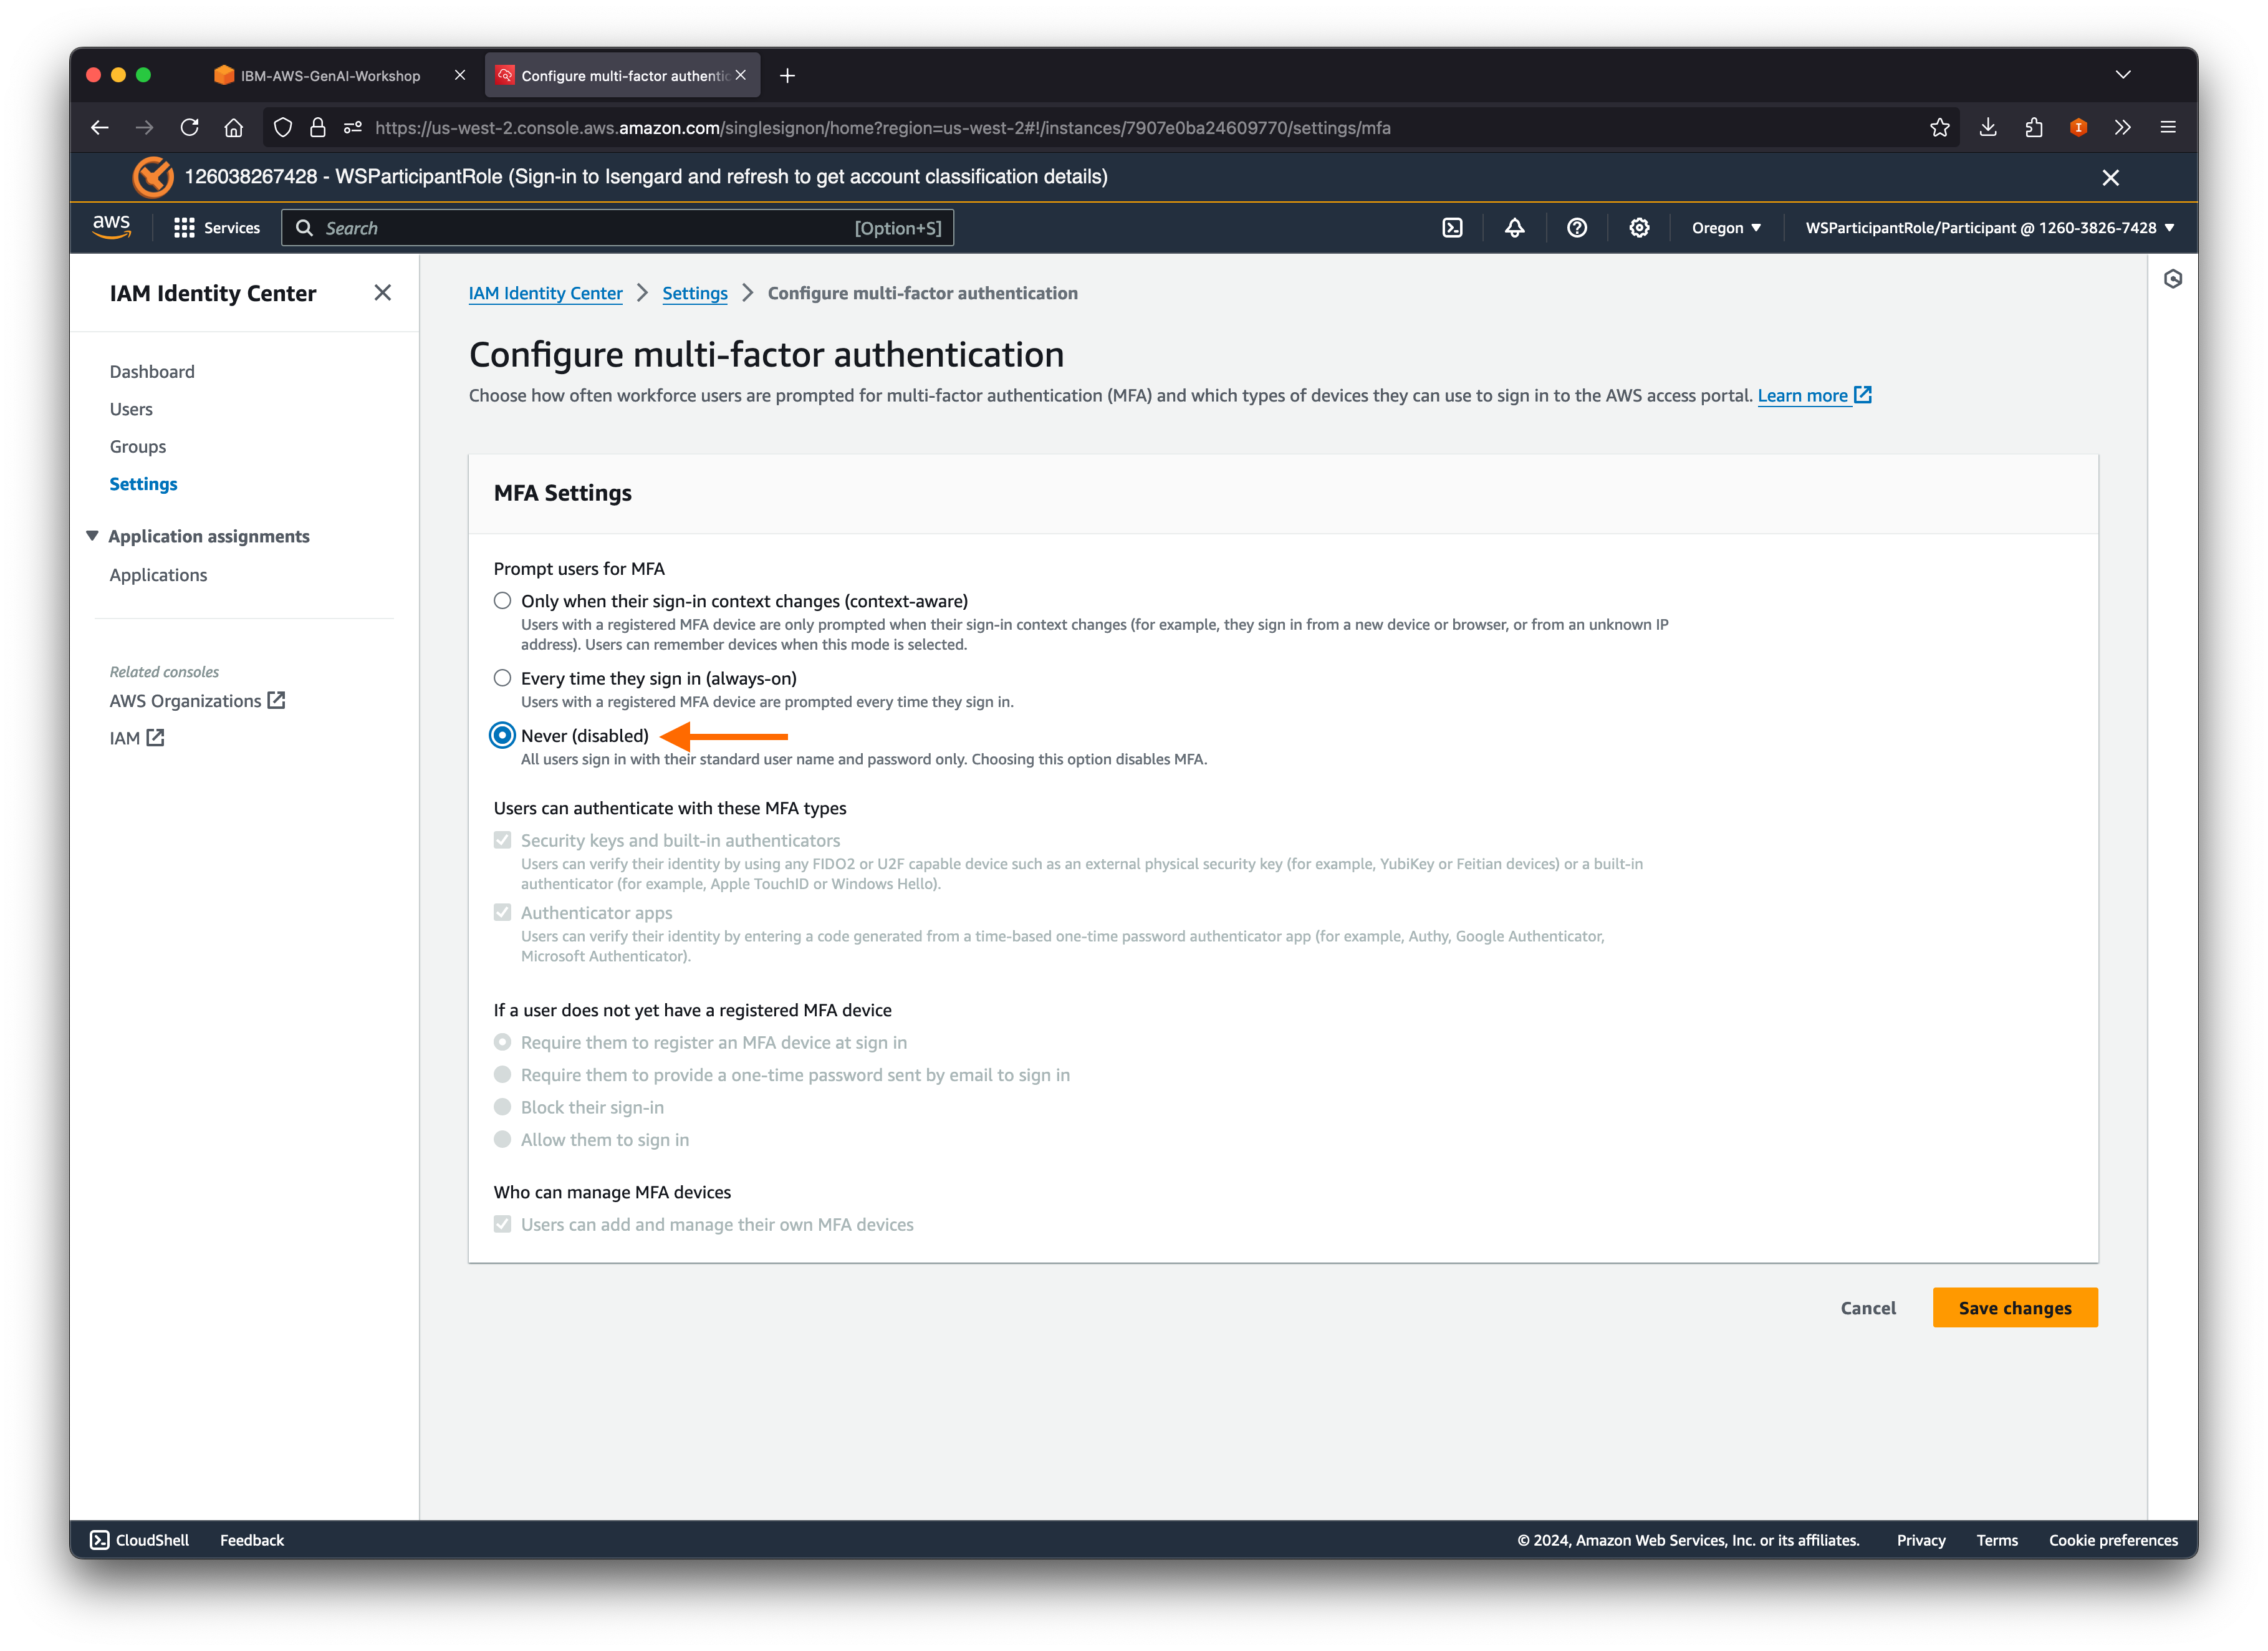 IBM-AWS-GenAI-Workshop
Configure multi-factor authentic
https://us-west-2.console.aws.amazon.com/singlesignon/home?region=us-west-2#!/instances/7907e0ba24609770/settings/mfa
126038267428 - WSParticipantRole (Sign-in to Isengard and refresh to get account classification details)
aws
Services
Search
[Option+S]
Oregon
WSParticipantRole/Participant @ 1260-3826-7428
IAM Identity Center
Dashboard
Users
Groups
Settings
Application assignments
Applications
Related consoles
AWS Organizations
IAM
IAM Identity Center > Settings > Configure multi-factor authentication
Configure multi-factor authentication
Choose how often workforce users are prompted for multi-factor authentication (MFA) and which types of devices they can use to sign in to the AWS access portal. Learn more
MFA Settings
Prompt users for MFA
Only when their sign-in context changes (context-aware)
Users with a registered MFA device are only prompted when their sign-in context changes (for example, they sign in from a new device or browser, or from an unknown IP
address). Users can remember devices when this mode is selected.
Every time they sign in (always-on)
Users with a registered MFA device are prompted every time they sign in.
Never (disabled)
All users sign in with their standard user name and password only. Choosing this option disables MFA.
Users can authenticate with these MFA types
Security keys and built-in authenticators
Users can verify their identity by using any FIDO2 or U2F capable device such as an external physical security key (for example, YubiKey or Feitian devices) or a built-in
authenticator (for example, Apple TouchID or Windows Hello).
Authenticator apps
Users can verify their identity by entering a code generated from a time-based one-time password authenticator app (for example, Authy, Google Authenticator,
Microsoft Authenticator).
If a user does not yet have a registered MFA device
Require them to register an MFA device at sign in
Require them to provide a one-time password sent by email to sign in
Block their sign-in
Allow them to sign in
Who can manage MFA devices
Users can add and manage their own MFA devices
Cancel
Save changes
CloudShell
Feedback
© 2024, Amazon Web Services, Inc. or its affiliates.
Privacy
Terms
Cookie preferences